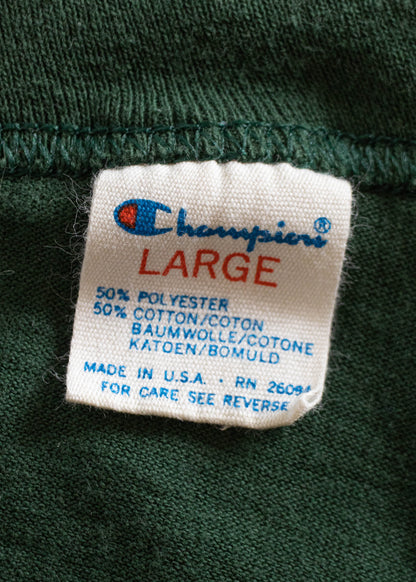 Champion®
LARGE
50% POLYESTER
50% COTTON/COTON
BAUMWOLLE/COTONE
KATOEN/BOMULD
MADE IN U.S.A. · RN 26094
FOR CARE SEE REVERSE